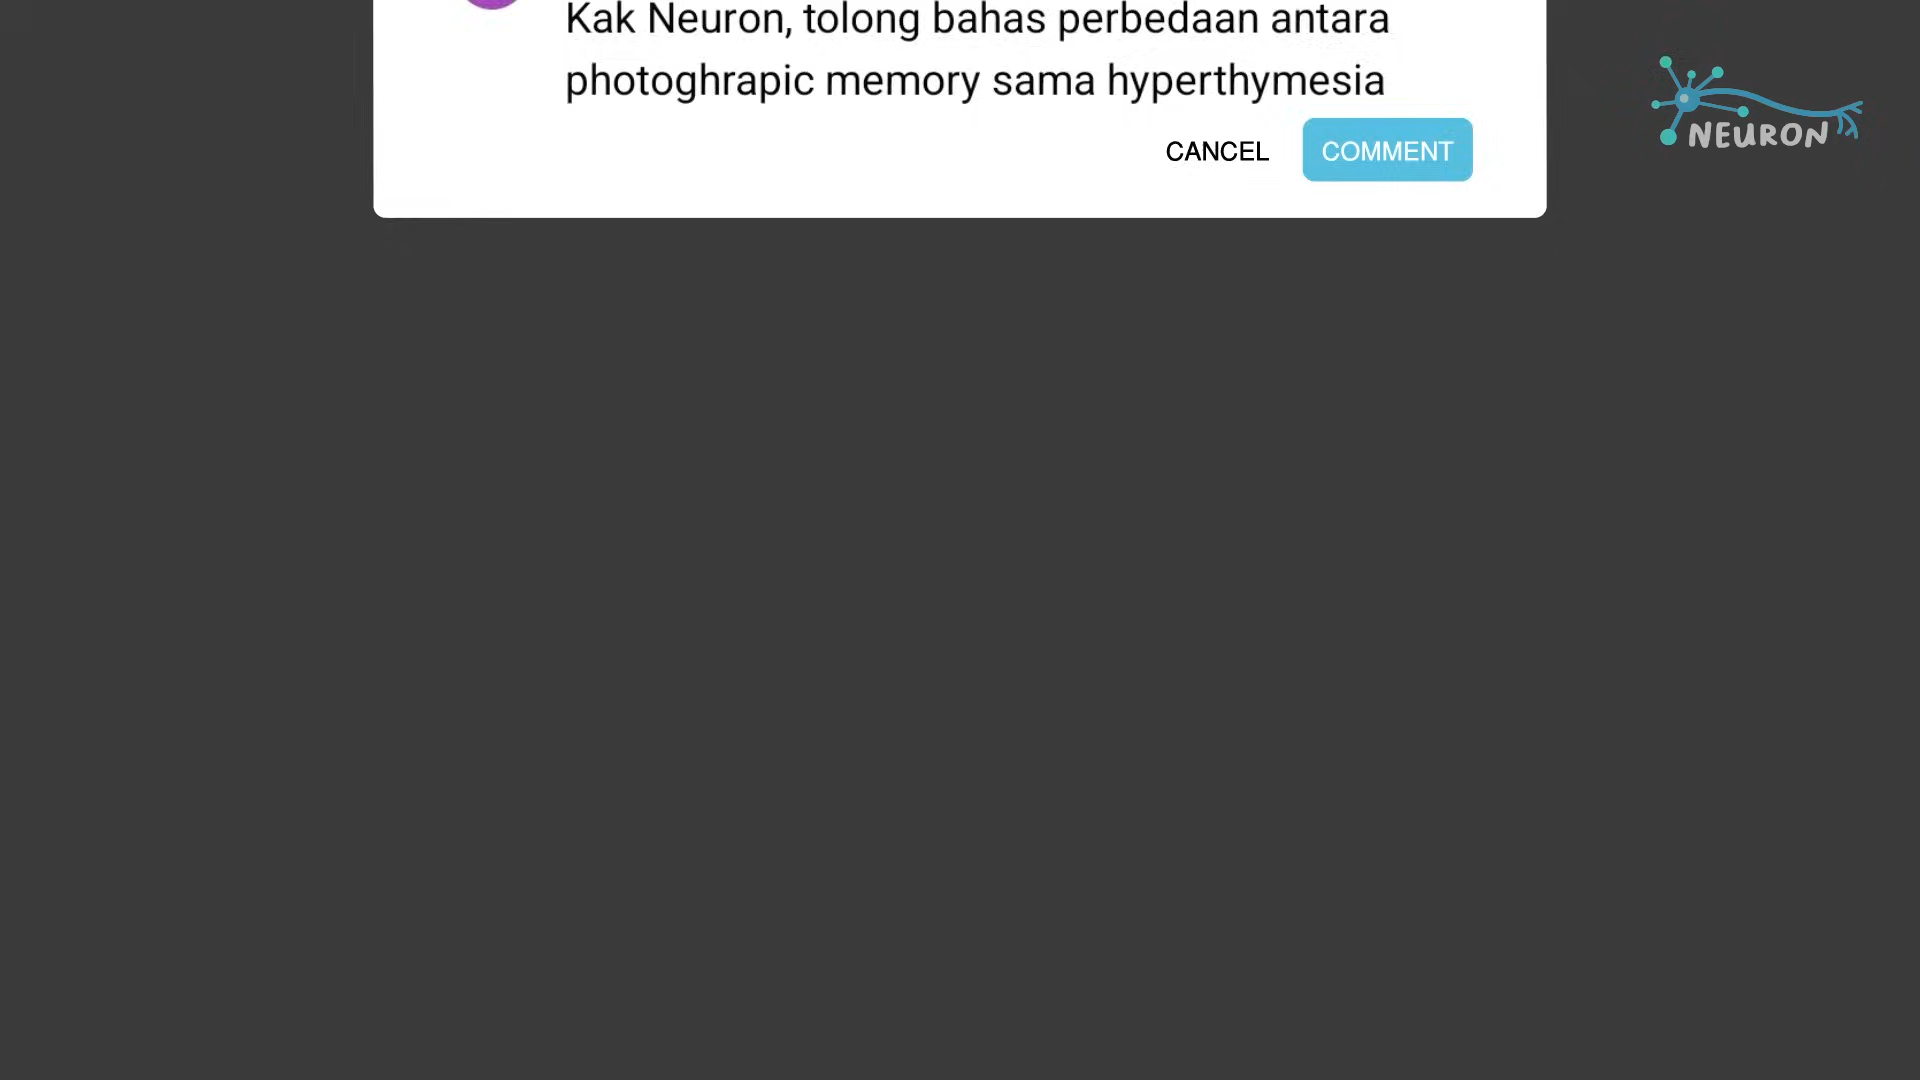 Kak Neuron, tolong bahas perbedaan antara
photoghrapic memory sama hyperthymesia
CANCEL COMMENT
NEURON